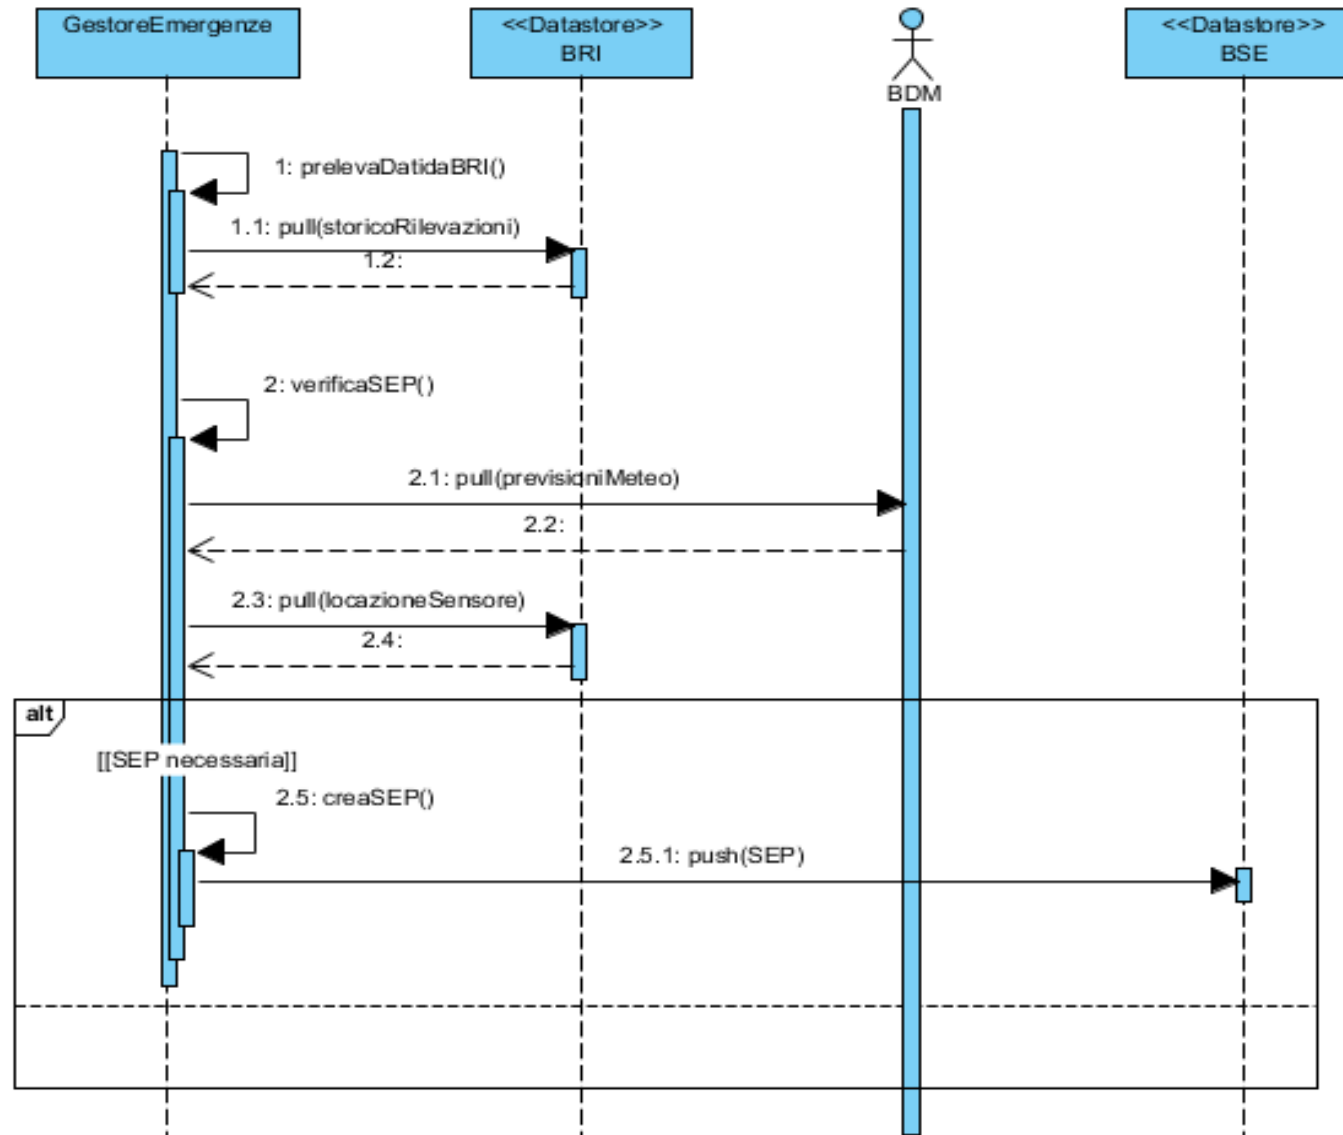 GestoreEmergenze
<<Datastore>>
BRI
BDM
<<Datastore>>
BSE
1: prelevaDatidaBRI()
1.1: pull(storicoRilevazioni)
1.2:
2: verificaSEP()
2.1: pull(previsioniMeteo)
2.2:
2.3: pull(locazioneSensore)
2.4:
alt
[[SEP necessaria]]
2.5: creaSEP()
2.5.1: push(SEP)